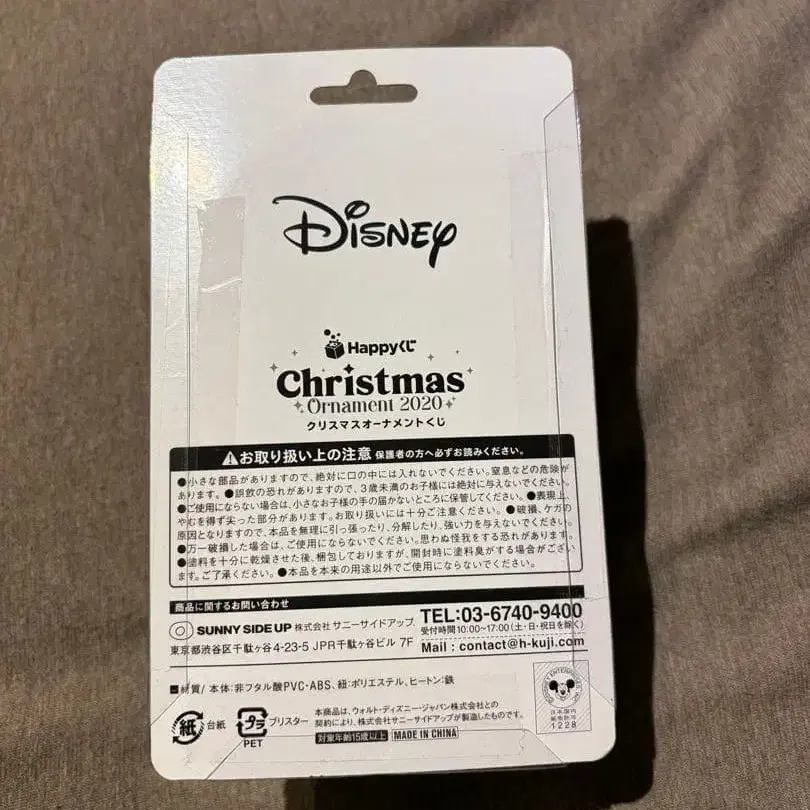 Disney
Happyくじ
Christmas
Ornament 2020
クリスマスオーナメントくじ
お取り扱い上の注意 保護者の方へ必ずお読みください。
●小さな部品がありますので、絶対に口の中には入れないでください。窒息などの危険が
あります。●誤飲の恐れがありますので、3歳未満のお子様には絶対に与えないでください。
●ご使用にならない場合は、小さなお子様の手の届かないところに保管してください。●表現上、
やむを得ず尖った部分があります。お取り扱いには十分ご注意ください。●破損、ケガの
原因となりますので、本品を無理に引っ張ったり、分解したり、強い力を与えないでください。
●万一破損した場合は、ご使用にならないでください。思わぬ怪我をする恐れがあります。
●塗料を十分に乾燥させた後、梱包しておりますが、開封時に塗料臭がする場合がござい
ます。ご了承ください。●本品を本来の用途以外でご使用にならないでください。
商品に関するお問い合わせ
SUNNY SIDE UP 株式会社 サニーサイドアップ
東京都渋谷区千駄ヶ谷4-23-5 JPR千駄ヶ谷ビル 7F
TEL:03-6740-9400
受付時間10:00~17:00(土・日・祝日を除く)
Mail : contact@h-kuji.com
■材質/ 本体:非フタル酸PVC・ABS、紐:ポリエステル、ヒートン:鉄
紙 台紙
プラ ブリスター
PET
本商品は、ウォルト・ディズニー・ジャパン株式会社との
契約により、株式会社サニーサイドアップが製造したものです。
対象年齢15歳以上 MADE IN CHINA
日本国内
1228